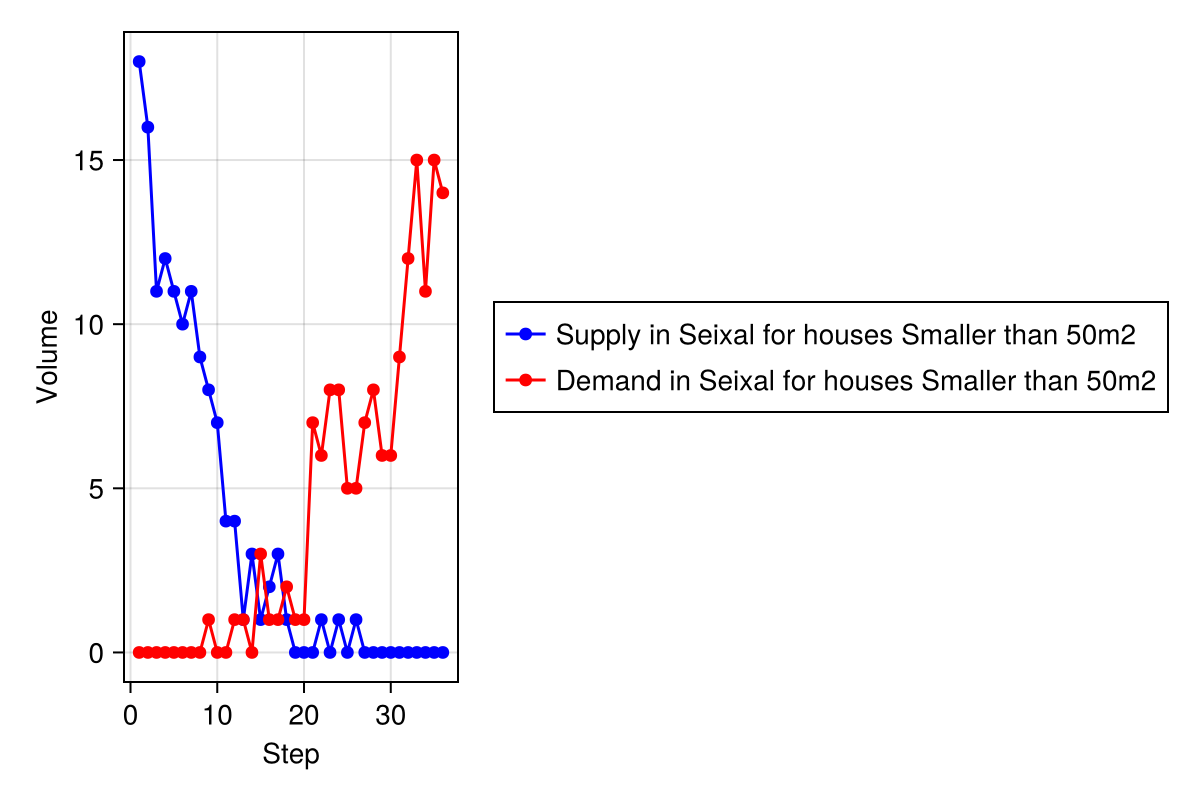 Volume
15
10
5
0
0 10 20 30
Step
Supply in Seixal for houses Smaller than 50m2
Demand in Seixal for houses Smaller than 50m2